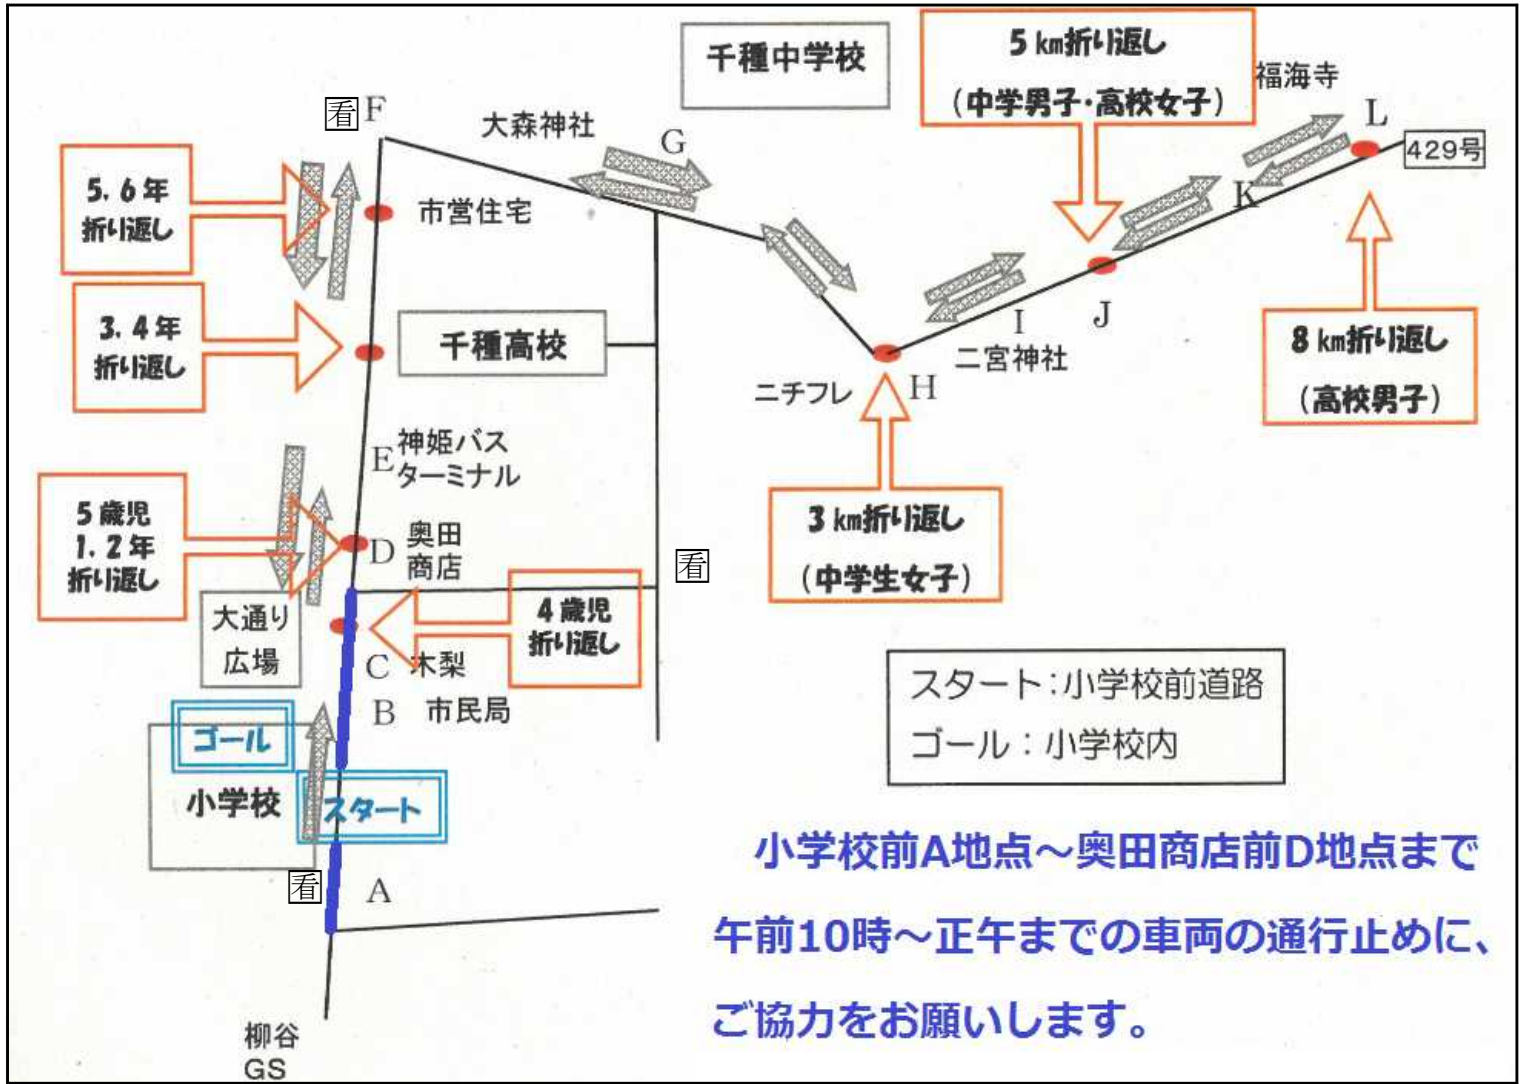 千種中学校
5 km折り返し
(中学男子・高校女子)
福海寺
L
429号
看
F
大森神社
G
K
5．6年
折り返し
市営住宅
3．4年
折り返し
千種高校
I
J
二宮神社
ニチフレ
H
8 km折り返し
(高校男子)
E
神姫バス
ターミナル
3 km折り返し
(中学生女子)
5歳児
1．2年
折り返し
D
奥田
商店
看
大通り
広場
4歳児
折り返し
C
木梨
B
市民局
ゴール
小学校
スタート
スタート：小学校前道路
ゴール：小学校内
看
A
小学校前A地点～奥田商店前D地点まで
午前10時～正午までの車両の通行止めに、
ご協力をお願いします。
柳谷
GS